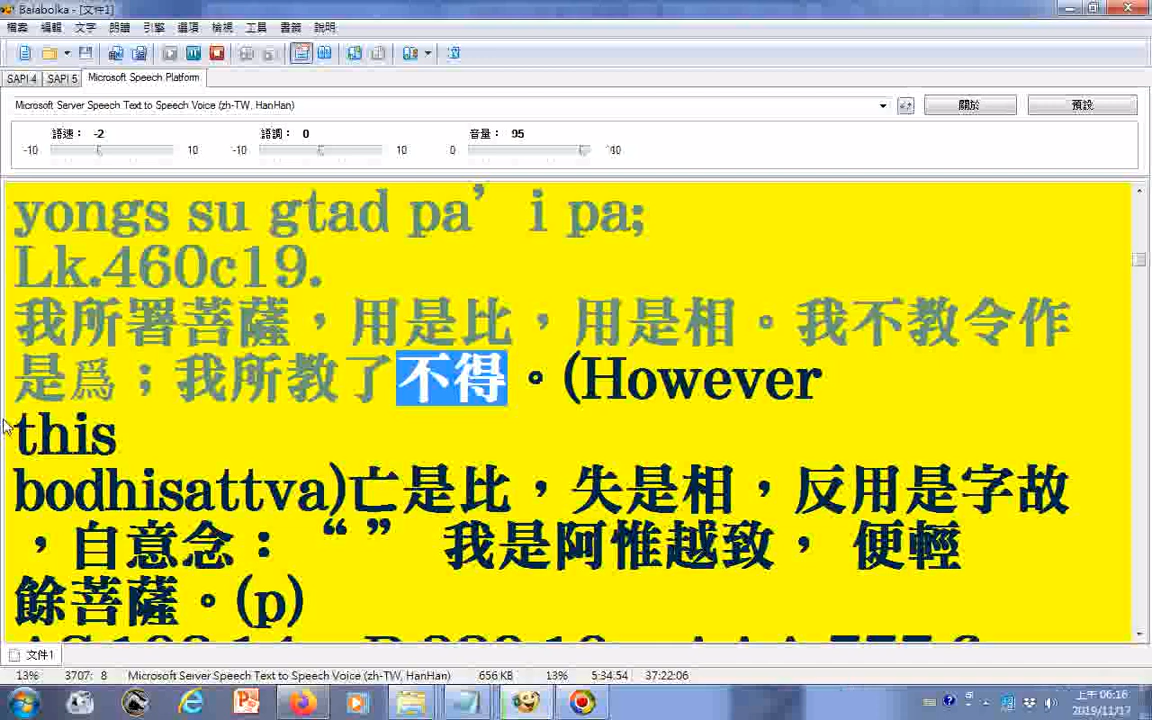 Balabolka - [文件1]
檔案 編輯 文字 朗讀 引擎 選項 檢視 工具 書籤 說明
SAPI 4 SAPI 5 Microsoft Speech Platform
Microsoft Server Speech Text to Speech Voice (zh-TW, HanHan) 關於 預設
語速： -2 語調： 0 音量： 95
-10 10 -10 10 0
yongs su gtad pa’i pa;
Lk.460c19.
我所署菩薩，用是比，用是相。我不教令作
是爲；我所教了不得。(However
this
bodhisattva)亡是比，失是相，反用是字故
，自意念：“ ” 我是阿惟越致， 便輕
餘菩薩。(p)
文件1
13% 3707: 8 Microsoft Server Speech Text to Speech Voice (zh-TW, HanHan) 656 KB 13% 5:34:54 37:22:06
上午 06:16
2019/11/17